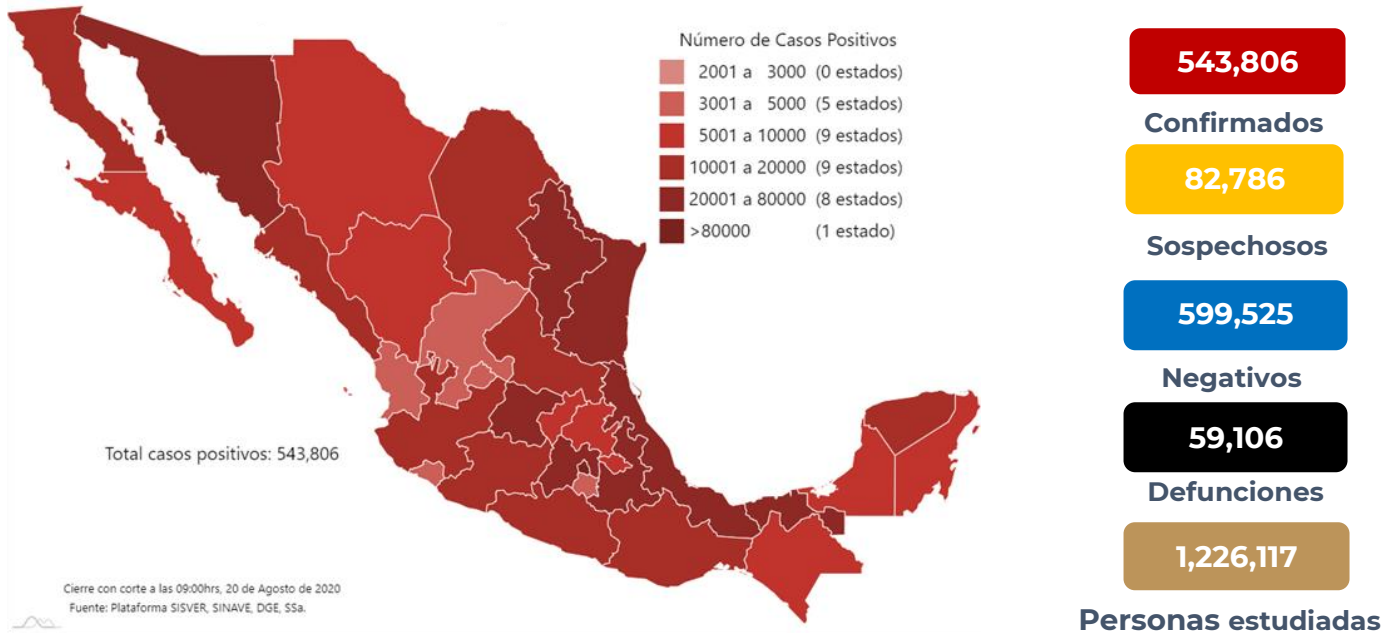 Número de Casos Positivos
2001 a 3000 (0 estados)
3001 a 5000 (5 estados)
5001 a 10000 (9 estados)
10001 a 20000 (9 estados)
20001 a 80000 (8 estados)
>80000 (1 estado)
Total casos positivos: 543,806
Cierre con corte a las 09:00hrs, 20 de Agosto de 2020
Fuente: Plataforma SISVER, SINAVE, DGE, SSa.
543,806
Confirmados
82,786
Sospechosos
599,525
Negativos
59,106
Defunciones
1,226,117
Personas estudiadas